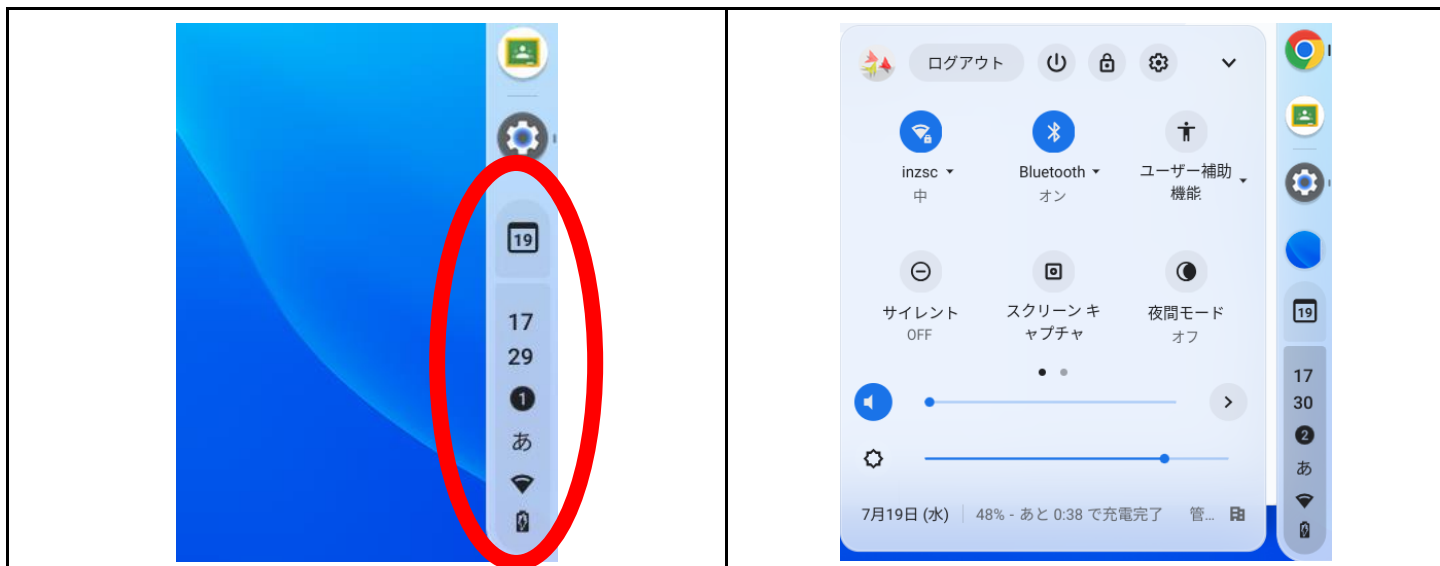 19
17
29
1
あ
ログアウト
inzsc
中
Bluetooth
オン
ユーザー補助
機能
サイレント
OFF
スクリーン キ
ャプチャ
夜間モード
オフ
7月19日 (水)
48% - あと 0:38 で充電完了
管...
19
17
30
2
あ